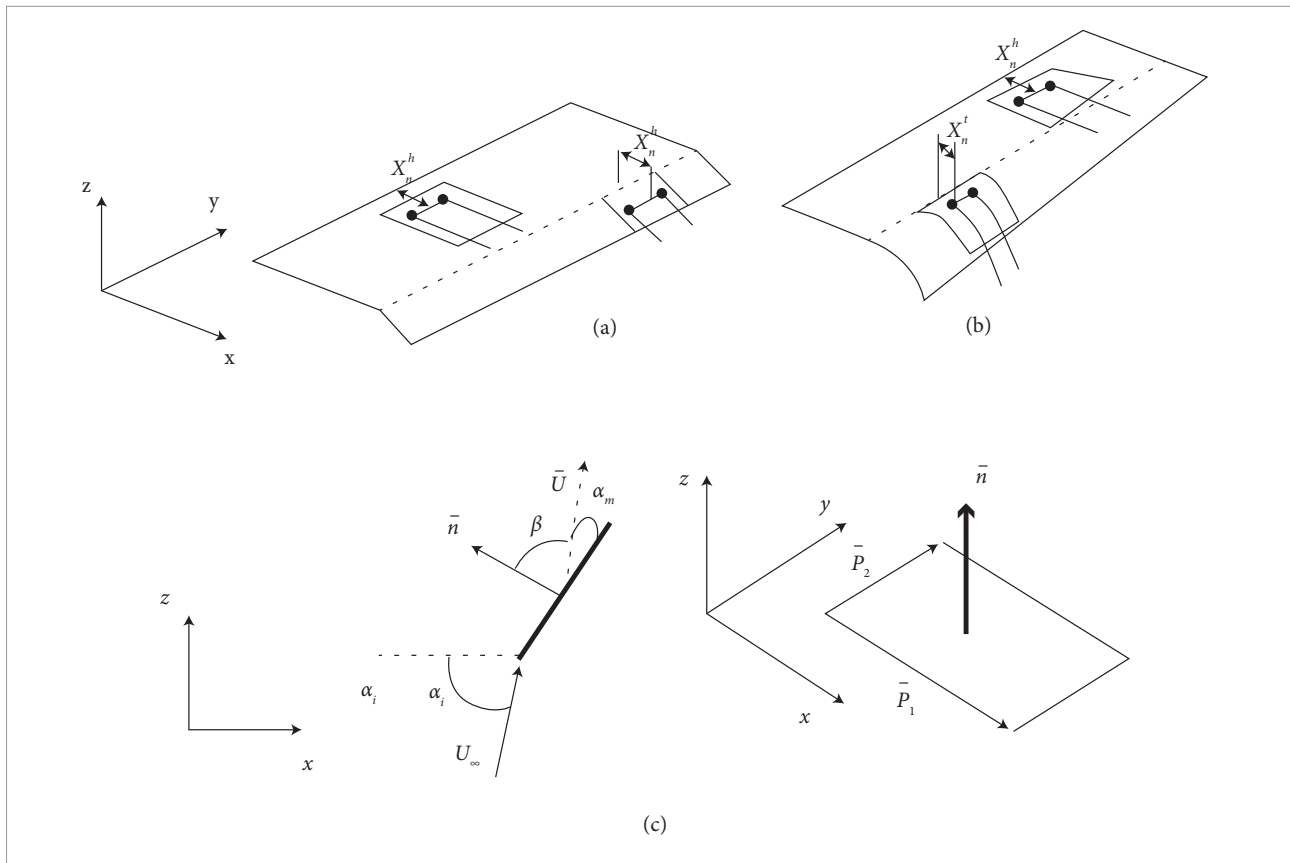 z
y
x
X_n^h
X_n^h
(a)
X_n^h
X_n^t
(b)
z
x
n̄
β
Ū
α_m
α_i
α_i
U_∞
z
y
x
n̄
P̄_2
P̄_1
(c)